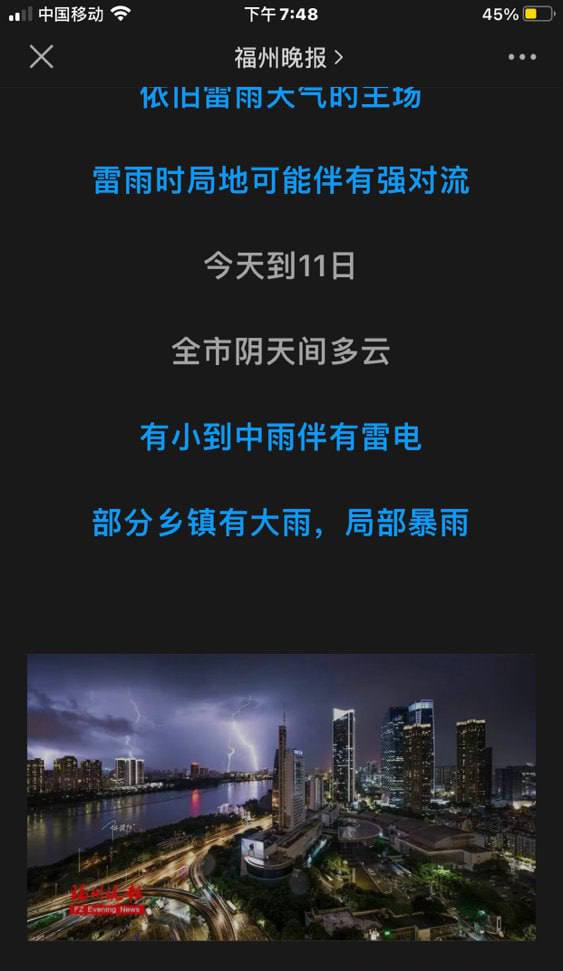 中国移动 下午7:48 45%
福州晚报
依旧雷雨天气的主场
雷雨时局地可能伴有强对流
今天到11日
全市阴天间多云
有小到中雨伴有雷电
部分乡镇有大雨，局部暴雨
福州晚报
FZ Evening News